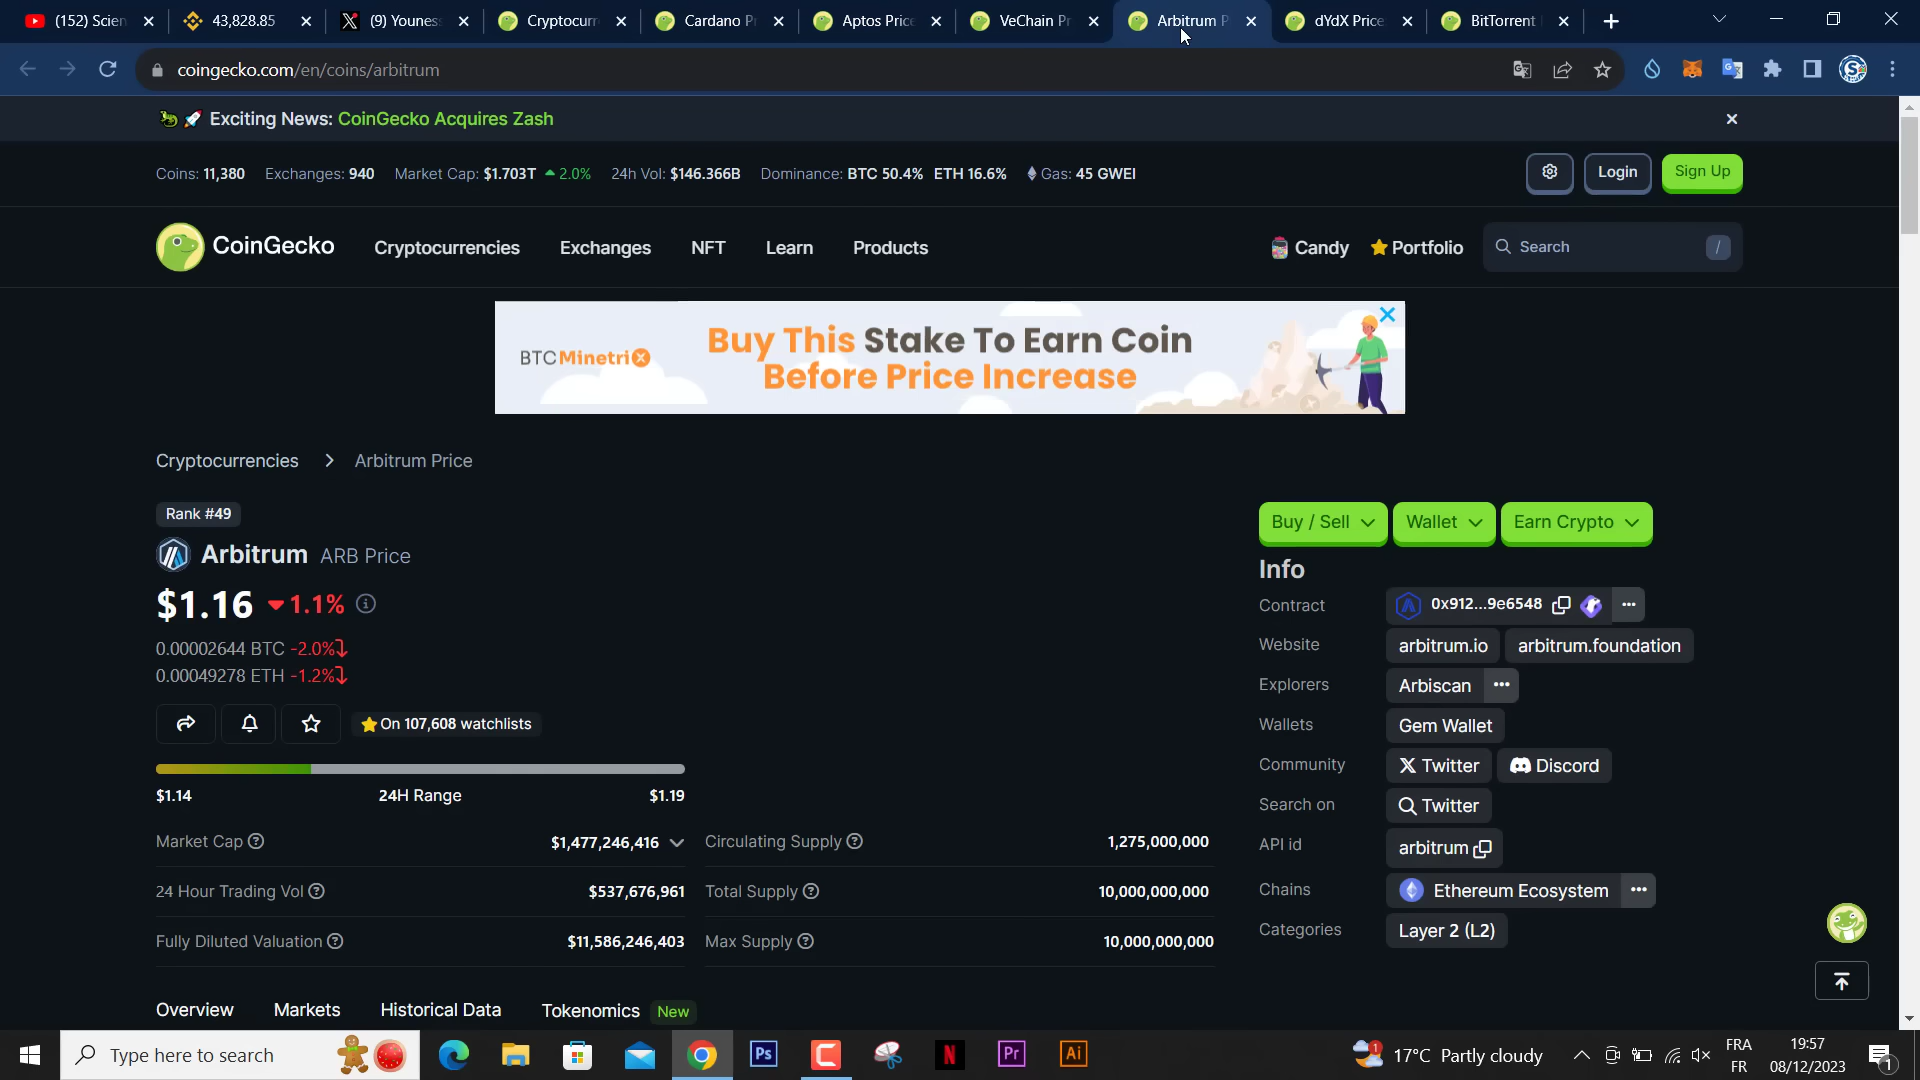 (152) Scien
43,828.85
(9) Youness
Cryptocurr
Cardano P
Aptos Price
VeChain Pr
Arbitrum P
dYdX Price
BitTorrent
coingecko.com/en/coins/arbitrum
Exciting News: CoinGecko Acquires Zash
Coins: 11,380 Exchanges: 940 Market Cap: $1.703T 2.0% 24h Vol: $146.366B Dominance: BTC 50.4% ETH 16.6% Gas: 45 GWEI
Login
Sign Up
CoinGecko
Cryptocurrencies Exchanges NFT Learn Products
Candy Portfolio
Search /
BTC Minetrix
Buy This Stake To Earn Coin
Before Price Increase
Cryptocurrencies > Arbitrum Price
Rank #49
Arbitrum ARB Price
$1.16 1.1%
0.00002644 BTC -2.0%
0.00049278 ETH -1.2%
On 107,608 watchlists
$1.14 24H Range $1.19
Market Cap $1,477,246,416
24 Hour Trading Vol $537,676,961
Fully Diluted Valuation $11,586,246,403
Circulating Supply 1,275,000,000
Total Supply 10,000,000,000
Max Supply 10,000,000,000
Buy / Sell Wallet Earn Crypto
Info
Contract 0x912...9e6548
Website arbitrum.io arbitrum.foundation
Explorers Arbiscan
Wallets Gem Wallet
Community Twitter Discord
Search on Twitter
API id arbitrum
Chains Ethereum Ecosystem
Categories Layer 2 (L2)
Overview Markets Historical Data Tokenomics New
Type here to search
Ps
N
Pr
Ai
1
17°C Partly cloudy
FRA
FR
19:57
08/12/2023
1